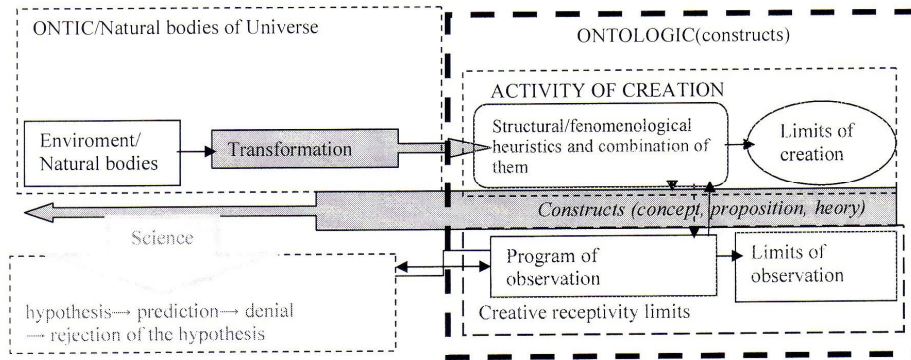 ONTIC/Natural bodies of Universe
ONTOLOGIC(constructs)
ACTIVITY OF CREATION
Enviroment/
Natural bodies
Transformation
Structural/fenomenological
heuristics and combination of
them
Limits of
creation
Constructs (concept, proposition, heory)
Science
Program of
observation
Limits of
observation
hypothesis→ prediction→ denial
→ rejection of the hypothesis
Creative receptivity limits